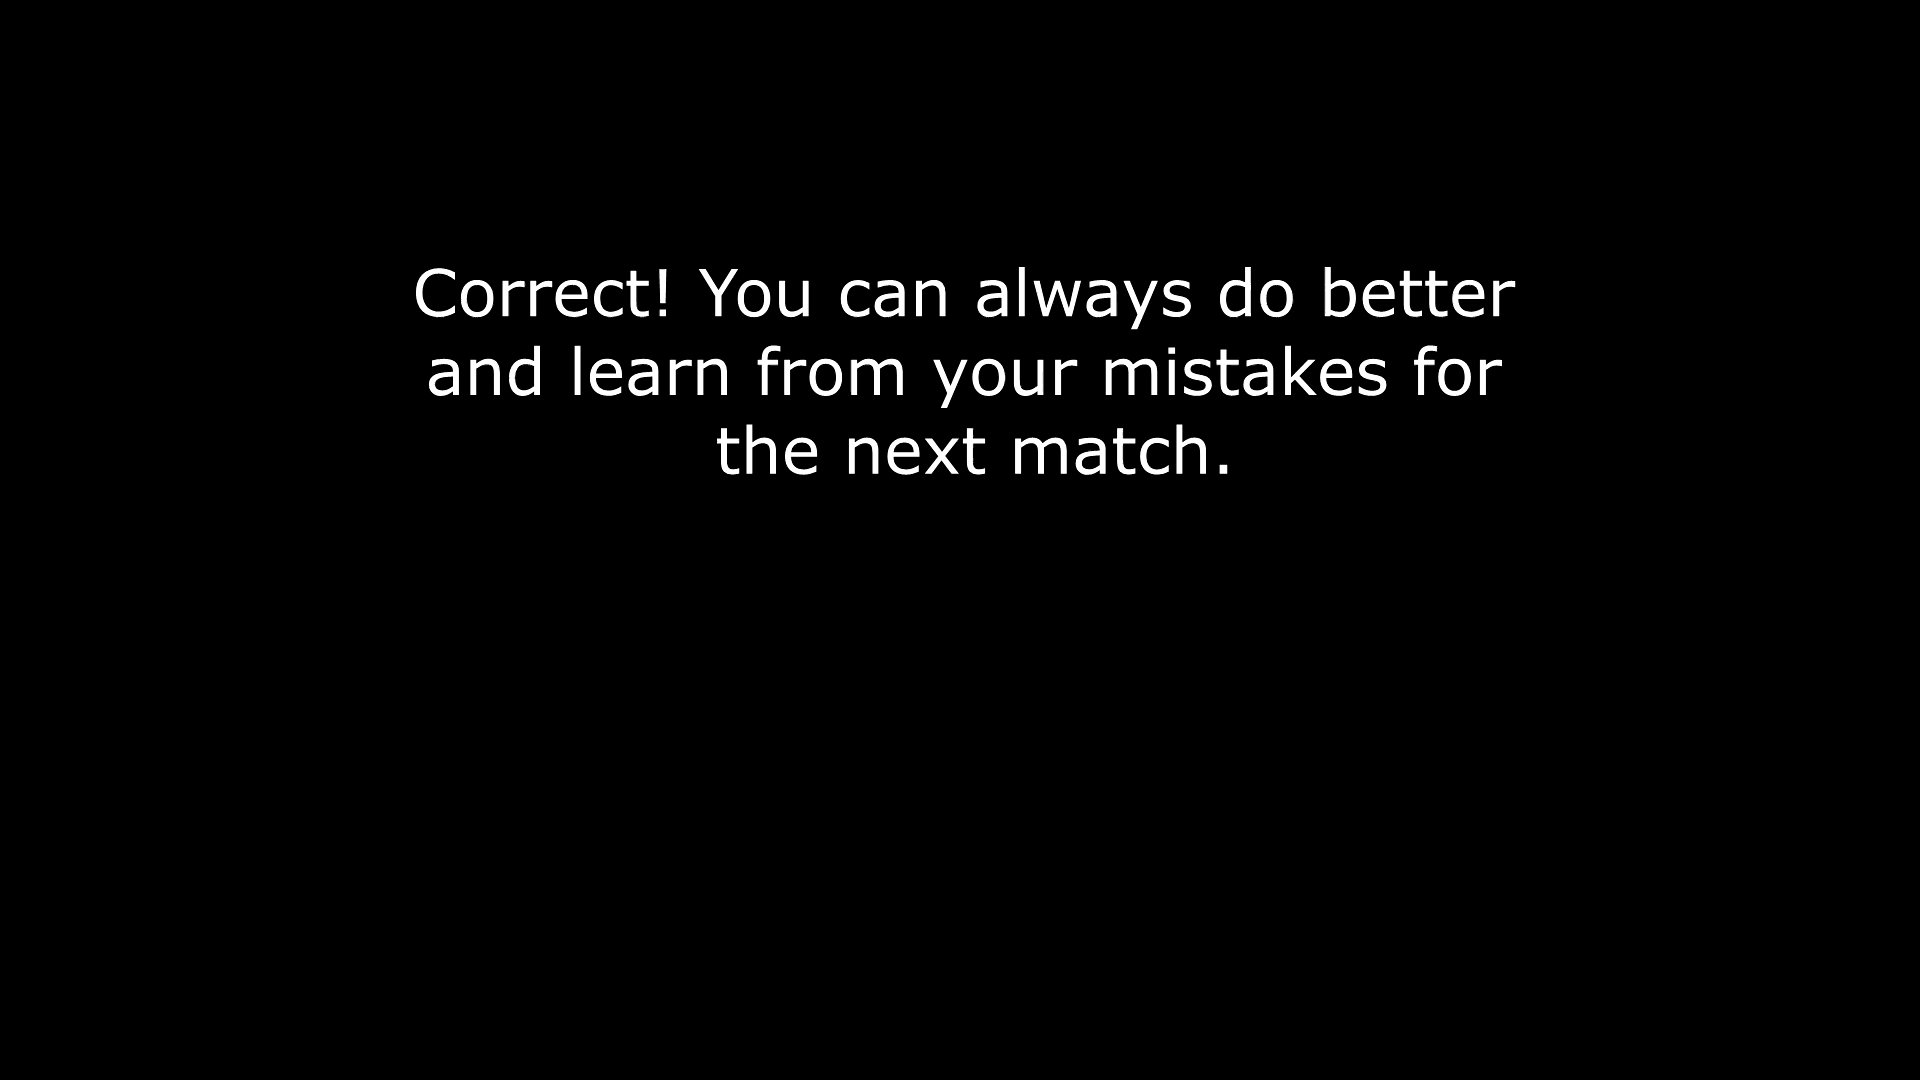 Correct! You can always do better
and learn from your mistakes for
the next match.